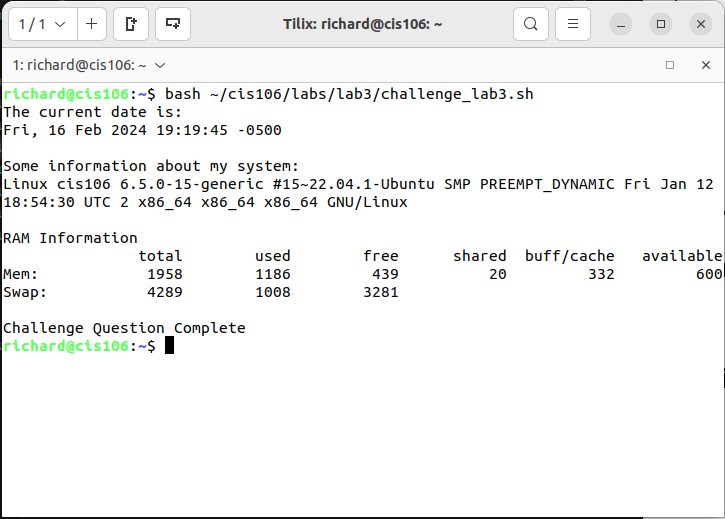 1 / 1
Tilix: richard@cis106: ~
1: richard@cis106: ~
richard@cis106:~$ bash ~/cis106/labs/lab3/challenge_lab3.sh
The current date is:
Fri, 16 Feb 2024 19:19:45 -0500
Some information about my system:
Linux cis106 6.5.0-15-generic #15~22.04.1-Ubuntu SMP PREEMPT_DYNAMIC Fri Jan 12
18:54:30 UTC 2 x86_64 x86_64 x86_64 GNU/Linux
RAM Information
total used free shared buff/cache available
Mem: 1958 1186 439 20 332 600
Swap: 4289 1008 3281
Challenge Question Complete
richard@cis106:~$